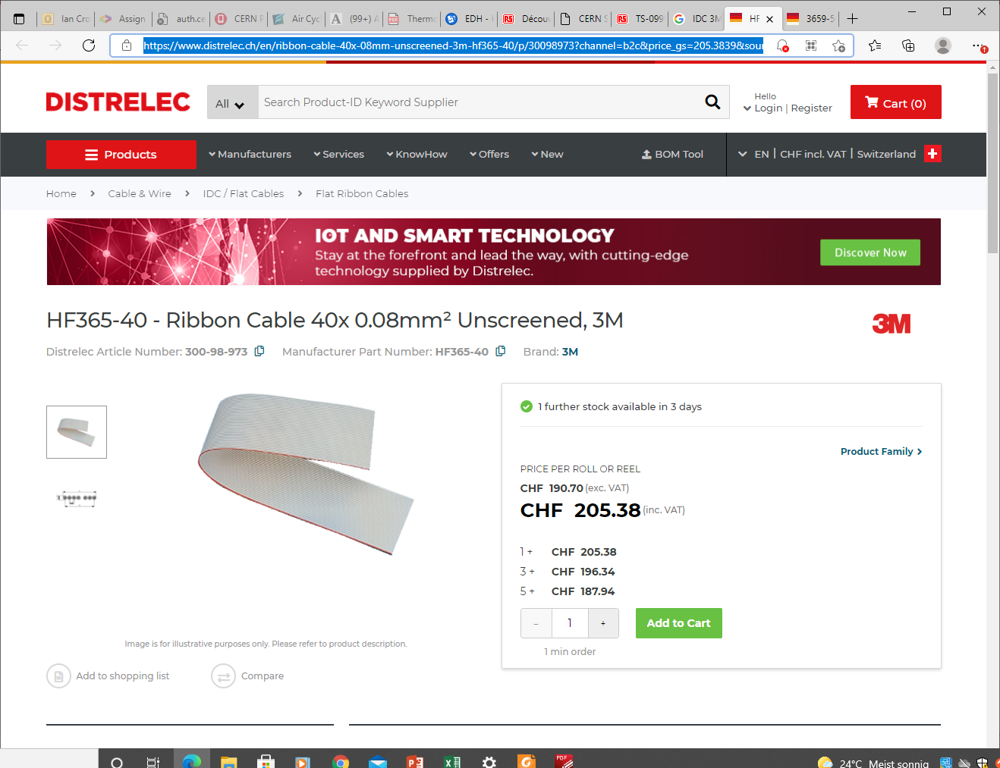 Ian Cro
Assign
auth.ce
CERN P
Air Cyc
(99+) A
Thermo
EDH -
Décou
CERN S
TS-099
IDC 3M
HF
3659-5
https://www.distrelec.ch/en/ribbon-cable-40x-08mm-unscreened-3m-hf365-40/p/30098973?channel=b2c&price_gs=205.3839&sour
DISTRELEC
All
Search Product-ID Keyword Supplier
Hello
Login | Register
Cart (0)
Products
Manufacturers
Services
KnowHow
Offers
New
BOM Tool
EN | CHF incl. VAT | Switzerland
Home > Cable & Wire > IDC / Flat Cables > Flat Ribbon Cables
IOT AND SMART TECHNOLOGY
Stay at the forefront and lead the way, with cutting-edge
technology supplied by Distrelec.
Discover Now
HF365-40 - Ribbon Cable 40x 0.08mm² Unscreened, 3M
3M
Distrelec Article Number: 300-98-973 Manufacturer Part Number: HF365-40 Brand: 3M
1 further stock available in 3 days
Product Family
PRICE PER ROLL OR REEL
CHF 190.70 (exc. VAT)
CHF 205.38 (inc. VAT)
1 + CHF 205.38
3 + CHF 196.34
5 + CHF 187.94
– 1 +
Add to Cart
1 min order
Image is for illustrative purposes only. Please refer to product description.
Add to shopping list
Compare
24°C Meist sonnig